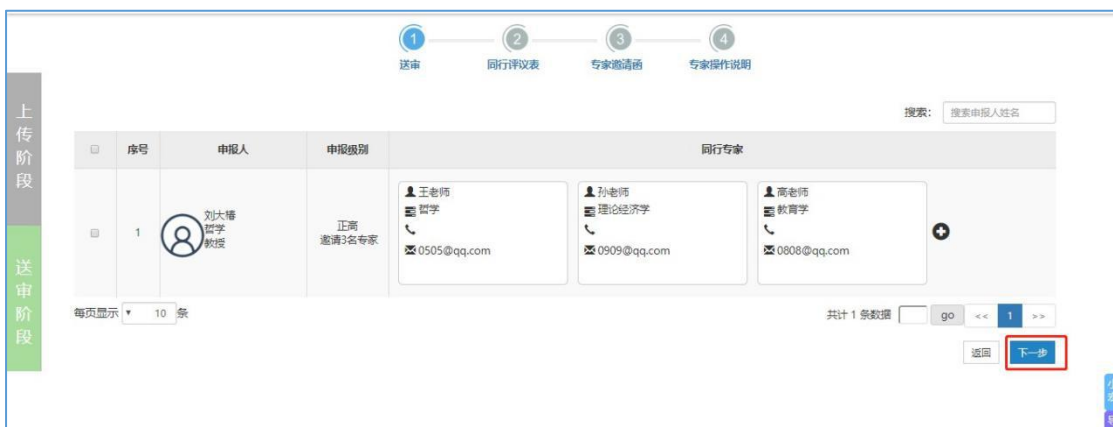 1
2
3
4
送审
同行评议表
专家邀请函
专家操作说明
上传阶段
送审阶段
搜索： 搜索申报人姓名
序号 申报人 申报级别 同行专家
1
刘大椿
哲学
教授
正高
邀请3名专家
王老师
哲学
0505@qq.com
孙老师
理论经济学
0909@qq.com
高老师
教育学
0808@qq.com
每页显示 10 条
共计 1 条数据 go << 1 >>
返回 下一步